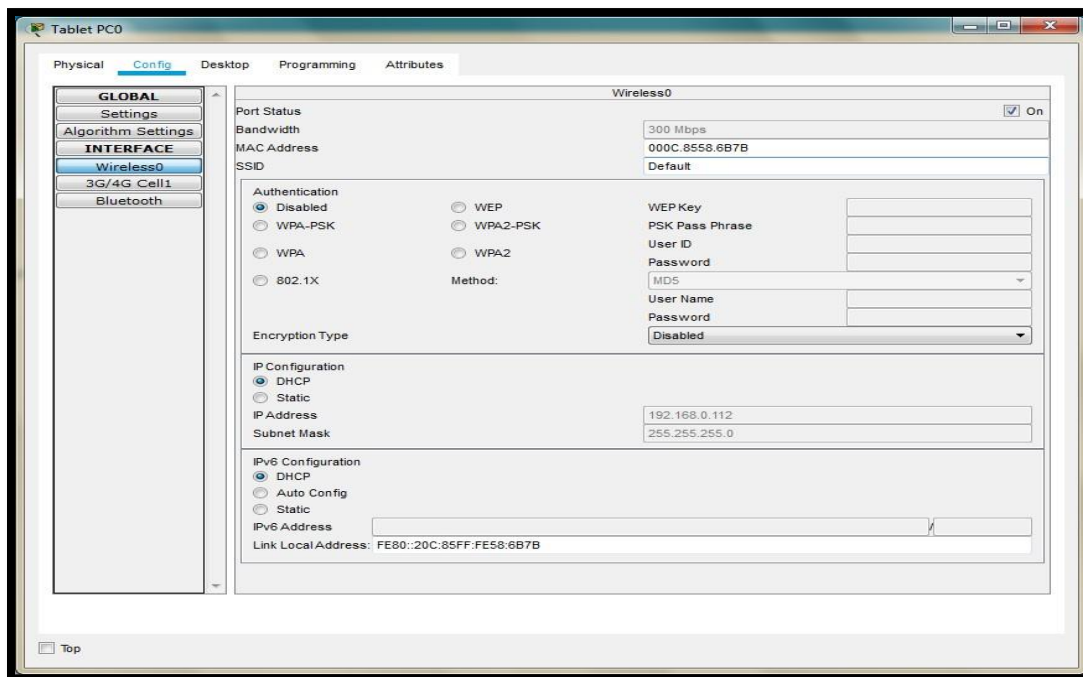 Tablet PC0
Physical Config Desktop Programming Attributes
GLOBAL
Settings
Algorithm Settings
INTERFACE
Wireless0
3G/4G Cell1
Bluetooth
Wireless0
Port Status On
Bandwidth 300 Mbps
MAC Address 000C.8558.6B7B
SSID Default
Authentication
Disabled WEP WEP Key
WPA-PSK WPA2-PSK PSK Pass Phrase
User ID
WPA WPA2
Password
802.1X Method: MD5
User Name
Password
Encryption Type Disabled
IP Configuration
DHCP
Static
IP Address 192.168.0.112
Subnet Mask 255.255.255.0
IPv6 Configuration
DHCP
Auto Config
Static
IPv6 Address /
Link Local Address: FE80::20C:85FF:FE58:6B7B
Top